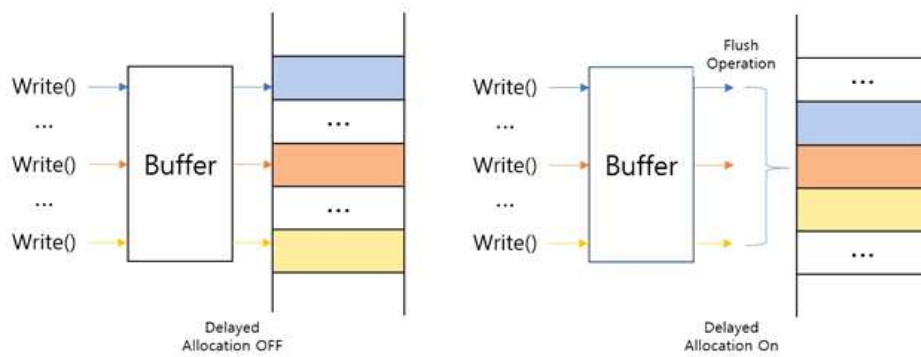 Write()
...
Write()
...
Write()
Buffer
...
...
Delayed
Allocation OFF
Write()
...
Write()
...
Write()
Buffer
Flush
Operation
...
...
Delayed
Allocation On